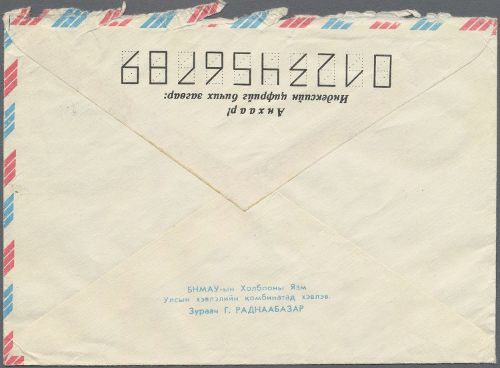 Анхаар!
Индексийн цифрийг бичих загвар:
0123456789
БНМАУ-ын Холбооны Яам
Улсын хэвлэлийн комбинатад хэвлэв.
Зураач Г. РАДНААБАЗАР